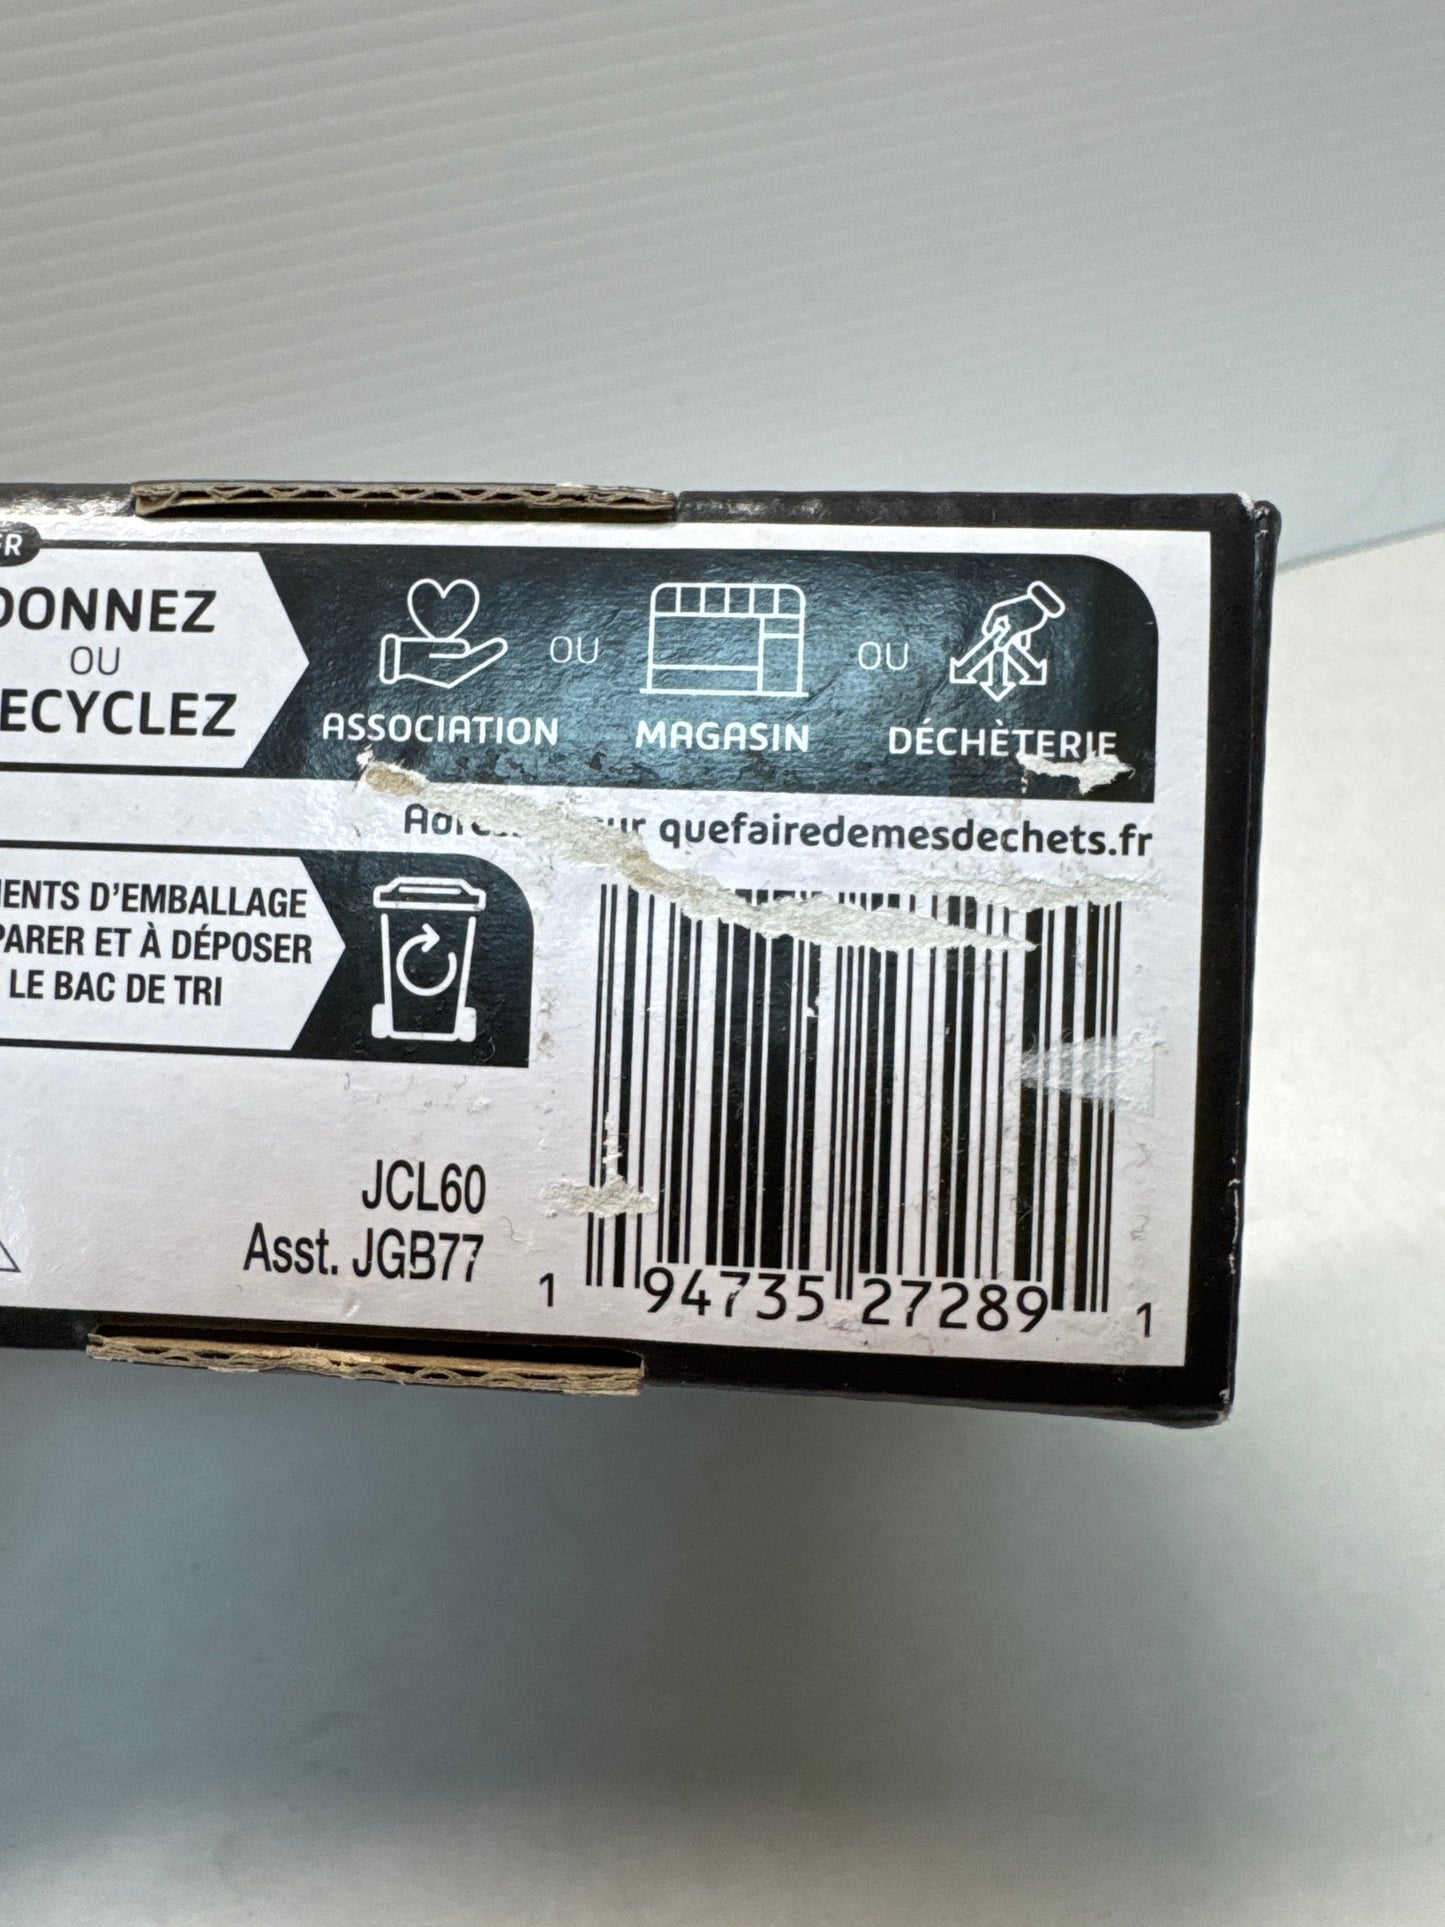 FR
DONNEZ
OU
ECYCLEZ
ASSOCIATION OU MAGASIN OU DÉCHÈTERIE
quefairedemesdechets.fr
ENTS D'EMBALLAGE
PARER ET À DÉPOSER
LE BAC DE TRI
JCL60
Asst. JGB77
1 94735 27289 1